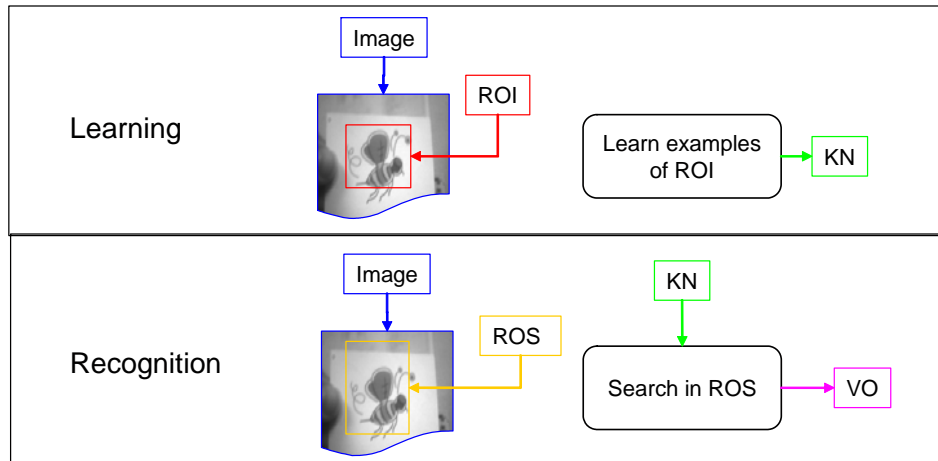 Image
ROI
Learning
Learn examples
of ROI
KN
Image
KN
ROS
Recognition
Search in ROS
VO